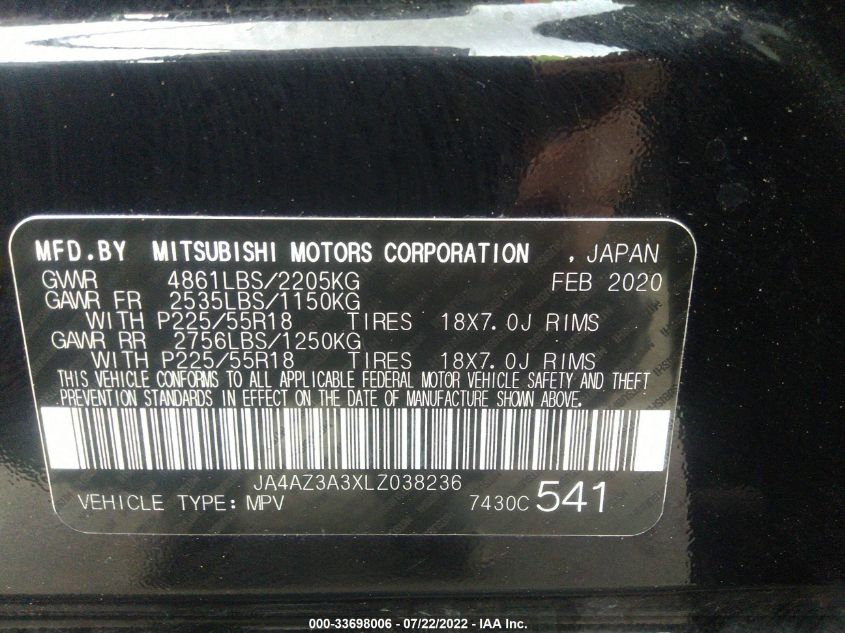 MFD.BY MITSUBISHI MOTORS CORPORATION , JAPAN
GVWR 4861LBS/2205KG FEB 2020
GAWR FR 2535LBS/1150KG
WITH P225/55R18 TIRES 18X7.0J RIMS
GAWR RR 2756LBS/1250KG
WITH P225/55R18 TIRES 18X7.0J RIMS
THIS VEHICLE CONFORMS TO ALL APPLICABLE FEDERAL MOTOR VEHICLE SAFETY AND THEFT
PREVENTION STANDARDS IN EFFECT ON THE DATE OF MANUFACTURE SHOWN ABOVE.
JA4AZ3A3XLZ038236
VEHICLE TYPE: MPV 7430C 541
000-33698006 - 07/22/2022 - IAA Inc.